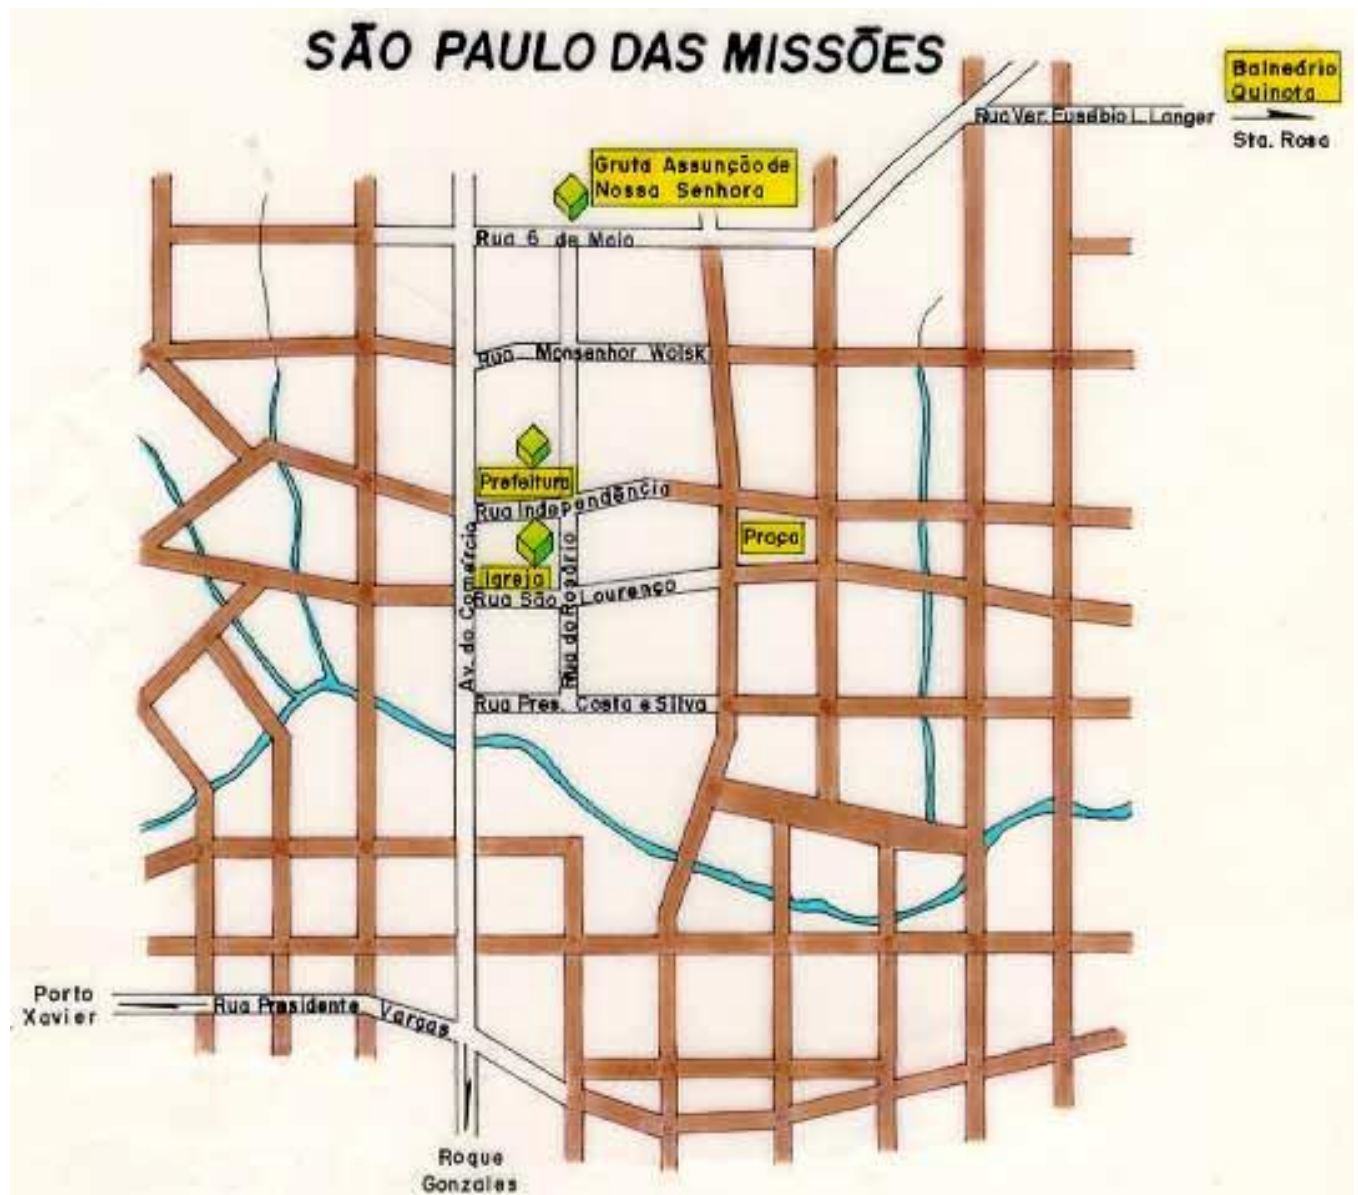 SÃO PAULO DAS MISSÕES
Balneário
Quinota
Rua Ver. Eusébio L. Langer
Sta. Rosa
Gruta Assunção de
Nossa Senhora
Rua 6 de Maio
Rua Monsenhor Wolsk
Prefeitura
Rua Independência
Praça
Igreja
Rua São Lourenço
Av. do Comércio
Rua do Rosário
Rua Pres. Costa e Silva
Porto
Xavier
Rua Presidente Vargas
Roque
Gonzales